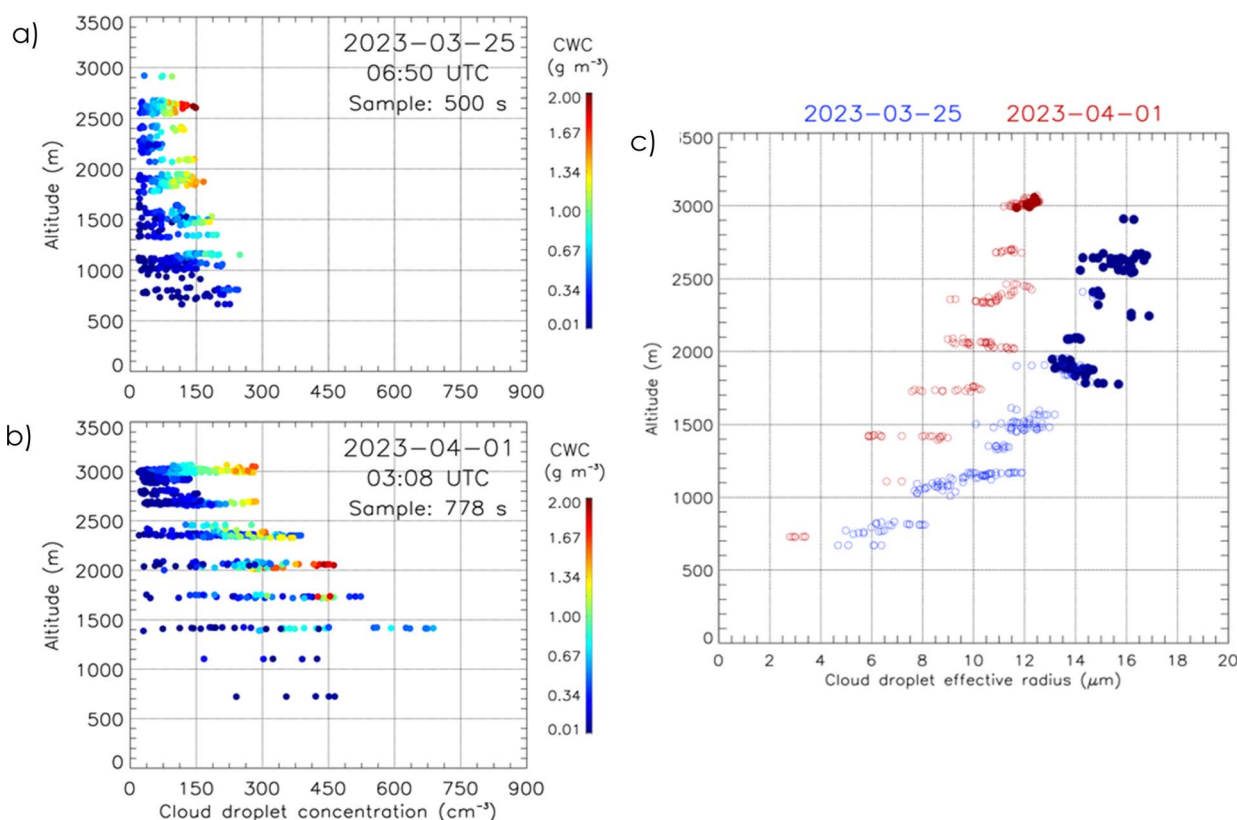 a)
2023-03-25
06:50 UTC
Sample: 500 s
CWC
(g m⁻³)
2.00
1.67
1.34
1.00
0.67
0.34
0.01
3500
3000
2500
2000
1500
1000
500
0
Altitude (m)
0 150 300 450 600 750 900
b)
2023-04-01
03:08 UTC
Sample: 778 s
CWC
(g m⁻³)
2.00
1.67
1.34
1.00
0.67
0.34
0.01
3500
3000
2500
2000
1500
1000
500
0
Altitude (m)
0 150 300 450 600 750 900
Cloud droplet concentration (cm⁻³)
c)
2023-03-25 2023-04-01
3500
3000
2500
2000
1500
1000
500
0
Altitude (m)
0 2 4 6 8 10 12 14 16 18 20
Cloud droplet effective radius (μm)